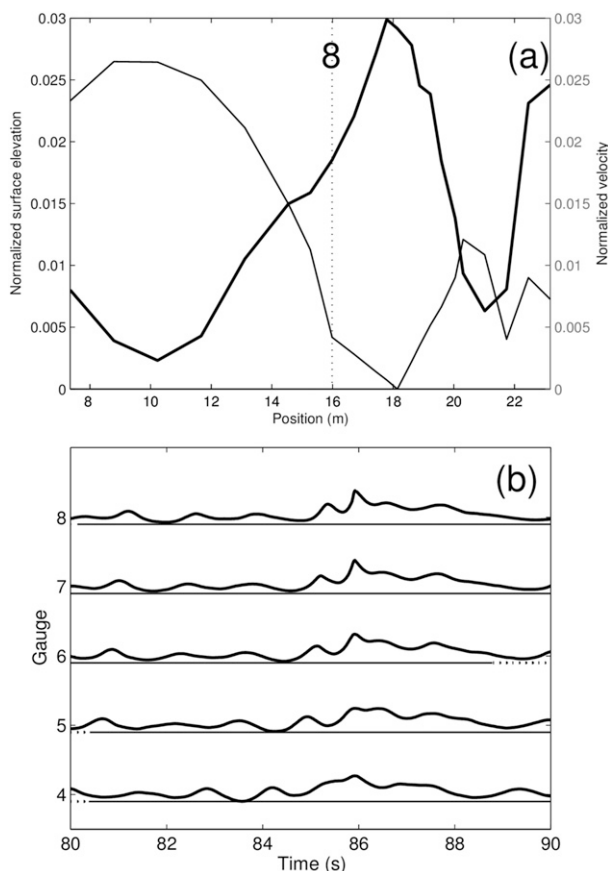 8 (a)
Normalized surface elevation
0.03
0.025
0.02
0.015
0.01
0.005
0
Normalized velocity
0.03
0.025
0.02
0.015
0.01
0.005
0
8 10 12 14 16 18 20 22
Position (m)
(b)
Gauge
8
7
6
5
4
80 82 84 86 88 90
Time (s)